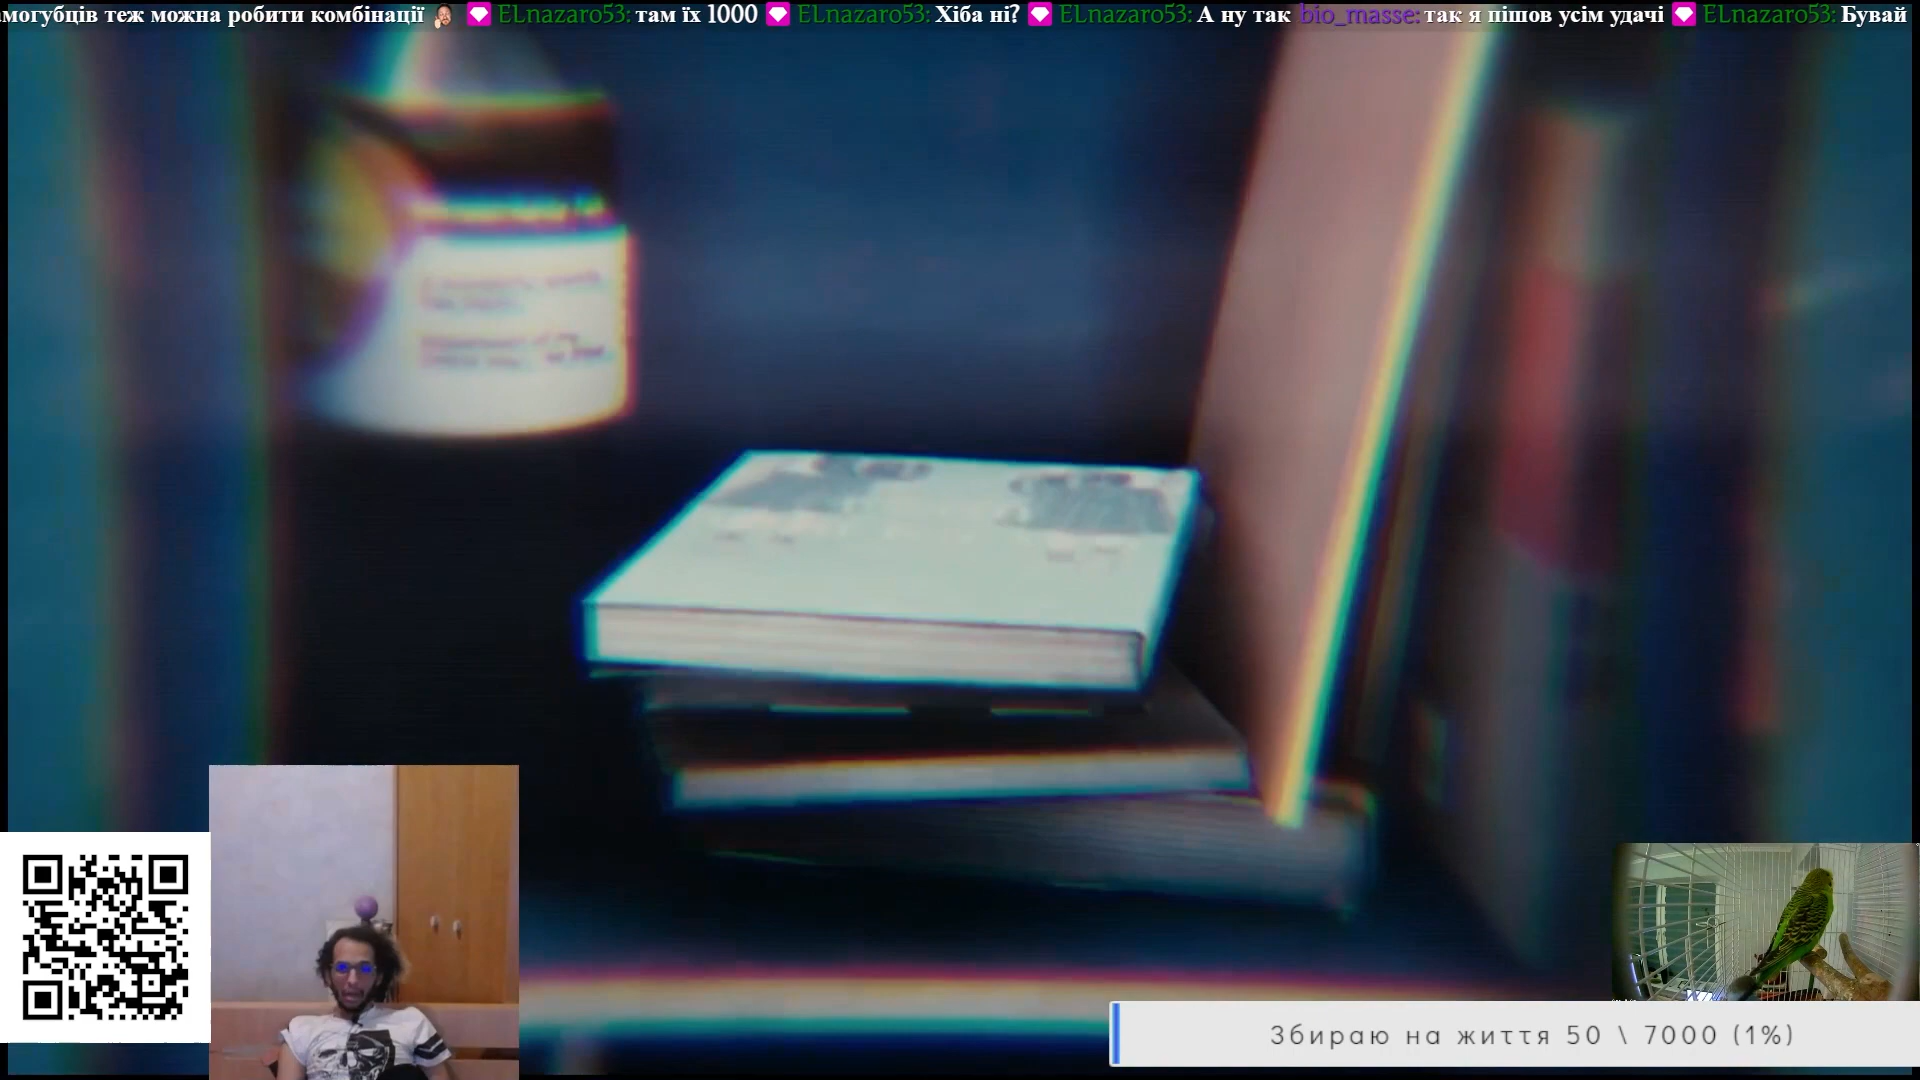 амогубців теж можна робити комбінації ELnazaro53: там їх 1000 ELnazaro53: Хіба ні? ELnazaro53: А ну так bio_masse: так я пішов усім удачі ELnazaro53: Бувай
Збираю на життя 50 \ 7000 (1%)